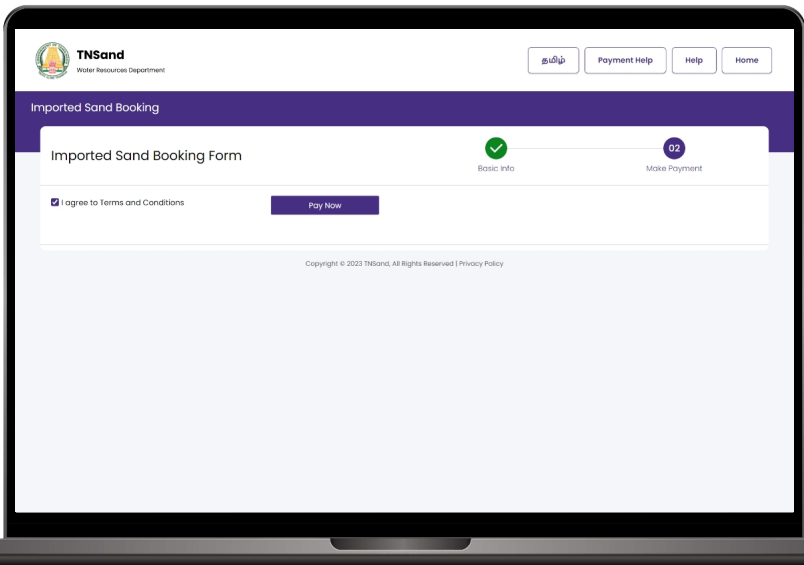 TNSand
Water Resources Department
தமிழ்
Payment Help
Help
Home
Imported Sand Booking
Imported Sand Booking Form
Basic info
02
Make Payment
I agree to Terms and Conditions
Pay Now
Copyright © 2023 TNSand, All Rights Reserved | Privacy Policy